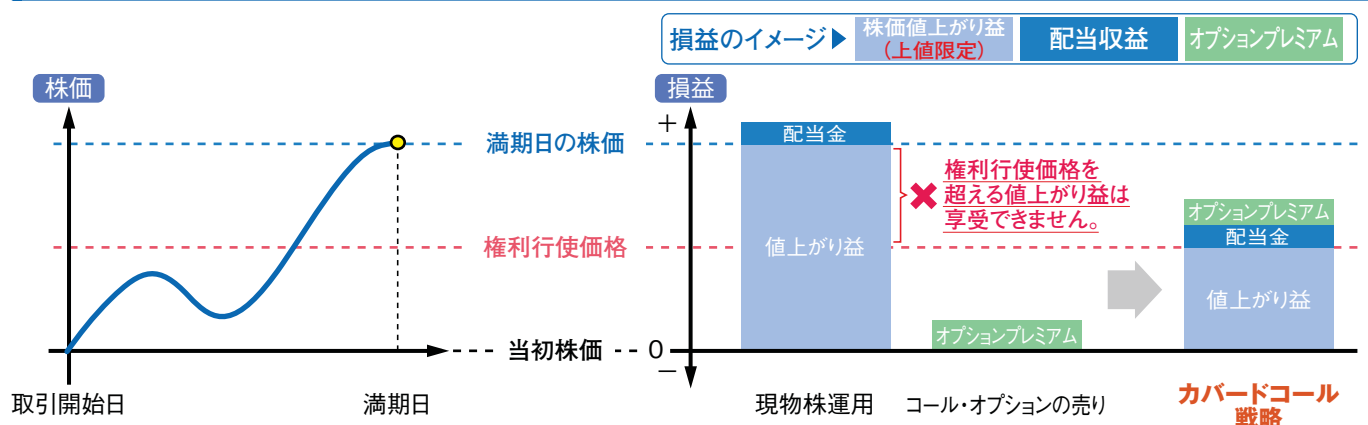 損益のイメージ▶
株価値上がり益
(上値限定)
配当収益
オプションプレミアム
株価
損益
+
満期日の株価
配当金
権利行使価格を
超える値上がり益は
享受できません。
オプションプレミアム
配当金
権利行使価格
値上がり益
値上がり益
オプションプレミアム
当初株価
0
−
取引開始日
満期日
現物株運用
コール・オプションの売り
カバードコール
戦略